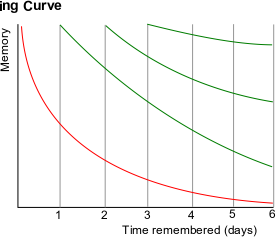 ing Curve
Memory
1 2 3 4 5 6
Time remembered (days)